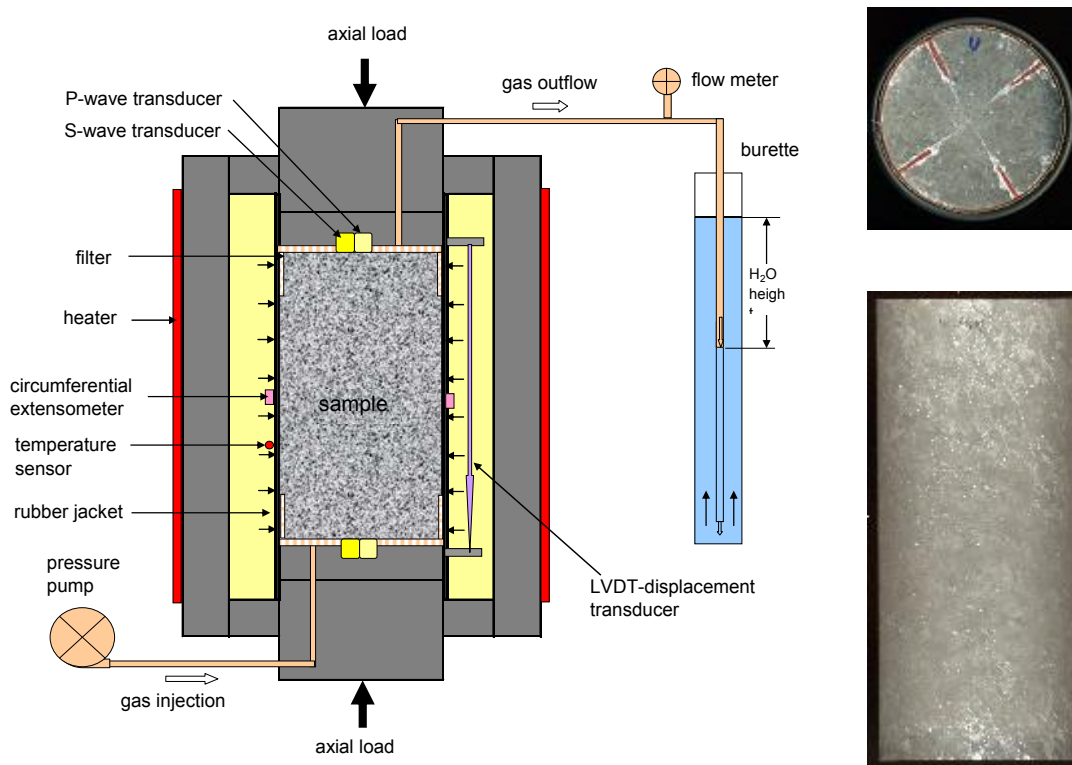 axial load
P-wave transducer
S-wave transducer
gas outflow
flow meter
burette
filter
H2O
heigh
t
heater
circumferential
extensometer
sample
temperature
sensor
rubber jacket
pressure
pump
LVDT-displacement
transducer
gas injection
axial load
U